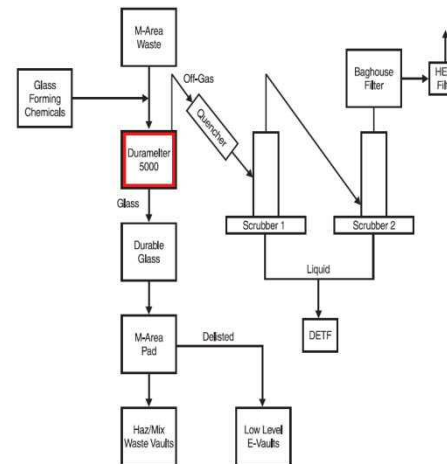 M-Area
Waste
Glass
Forming
Chemicals
Off-Gas
Quencher
Baghouse
Filter
Duramelter
5000
Glass
Scrubber 1
Scrubber 2
Durable
Glass
Liquid
M-Area
Pad
Delisted
DETF
Haz/Mix
Waste Vaults
Low Level
E-Vaults